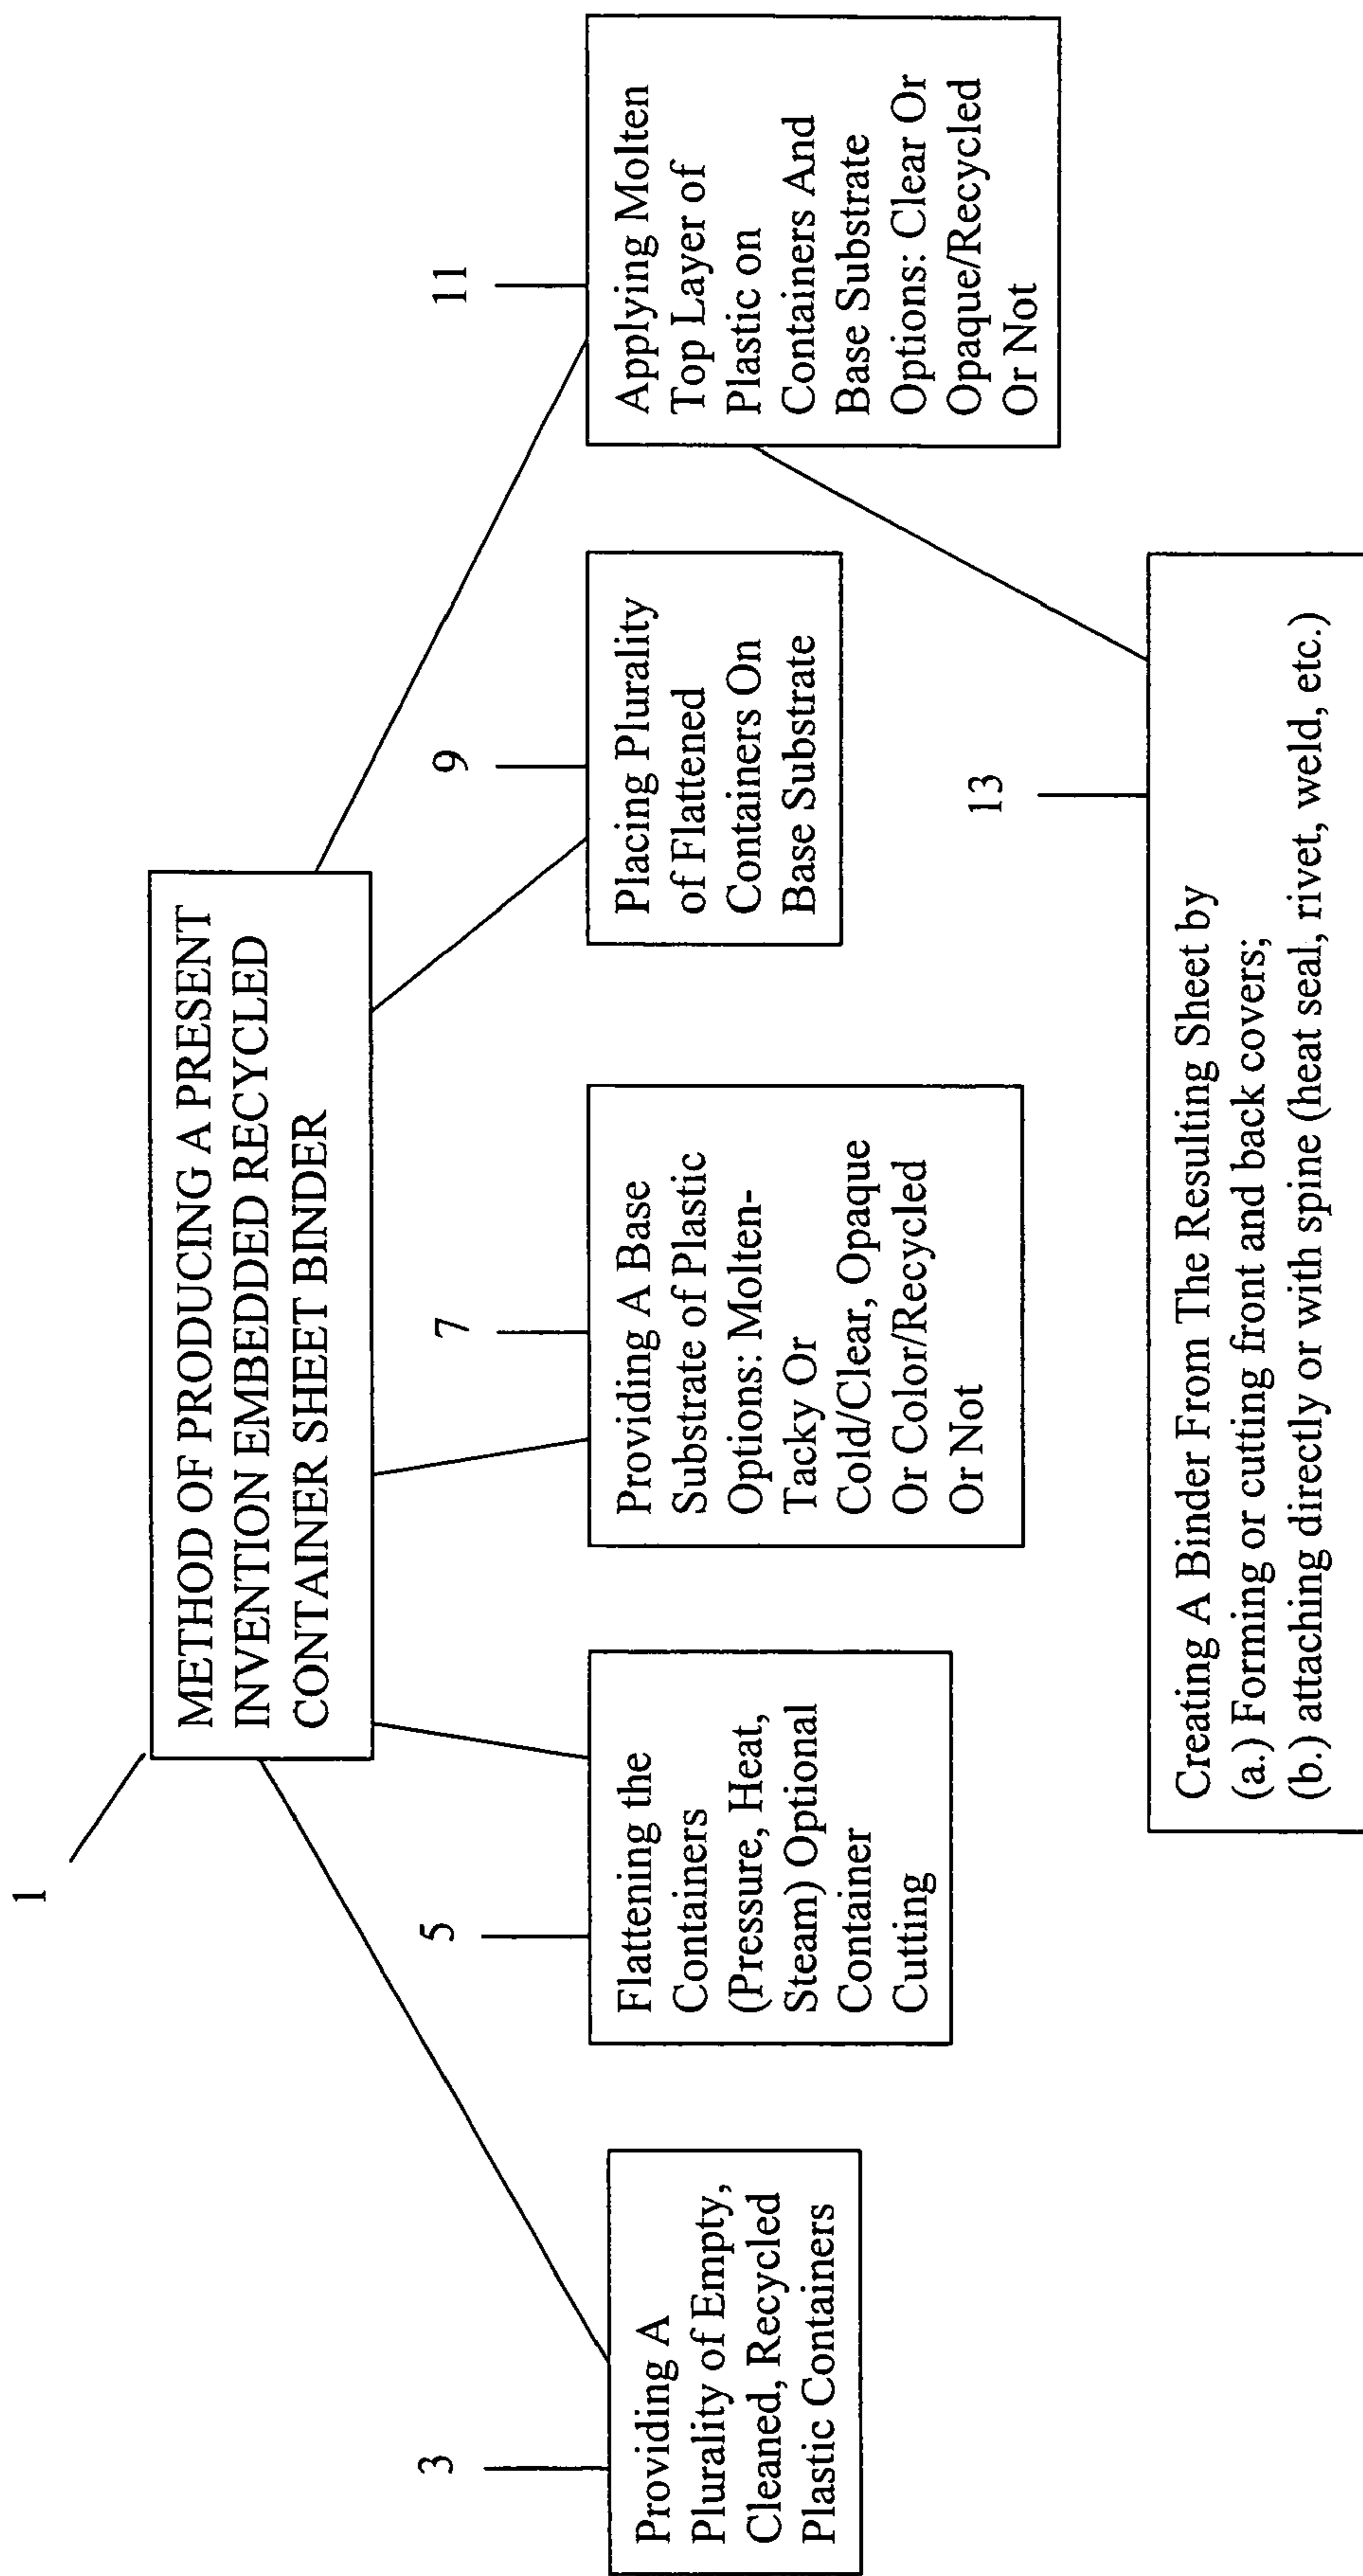 1
METHOD OF PRODUCING A PRESENT
INVENTION EMBEDDED RECYCLED
CONTAINER SHEET BINDER
3
Providing A
Plurality of Empty,
Cleaned, Recycled
Plastic Containers
5
Flattening the
Containers
(Pressure, Heat,
Steam) Optional
Container
Cutting
7
Providing A Base
Substrate of Plastic
Options: Molten-
Tacky Or
Cold/Clear, Opaque
Or Color/Recycled
Or Not
9
Placing Plurality
of Flattened
Containers On
Base Substrate
11
Applying Molten
Top Layer of
Plastic on
Containers And
Base Substrate
Options: Clear Or
Opaque/Recycled
Or Not
13
Creating A Binder From The Resulting Sheet by
(a.) Forming or cutting front and back covers;
(b.) attaching directly or with spine (heat seal, rivet, weld, etc.)